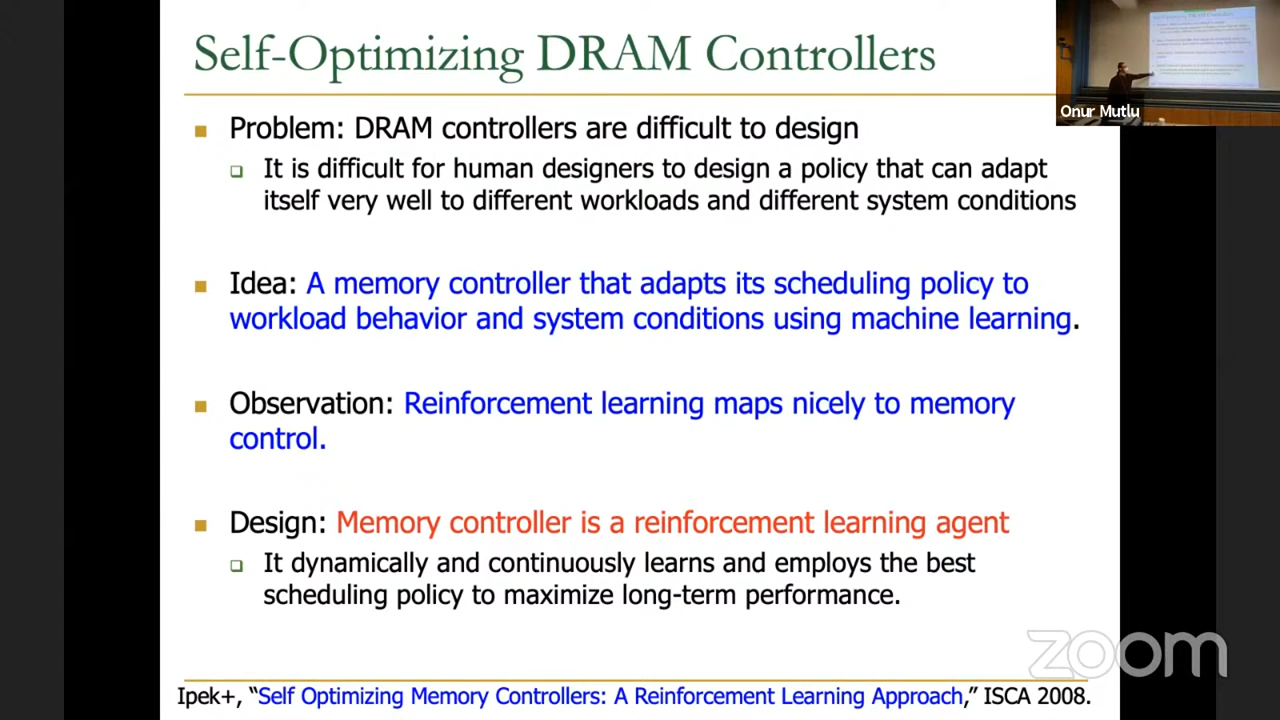 Self-Optimizing DRAM Controllers
Problem: DRAM controllers are difficult to design
It is difficult for human designers to design a policy that can adapt
itself very well to different workloads and different system conditions
Idea: A memory controller that adapts its scheduling policy to
workload behavior and system conditions using machine learning.
Observation: Reinforcement learning maps nicely to memory
control.
Design: Memory controller is a reinforcement learning agent
It dynamically and continuously learns and employs the best
scheduling policy to maximize long-term performance.
Ipek+, “Self Optimizing Memory Controllers: A Reinforcement Learning Approach,” ISCA 2008.
Onur Mutlu
zoom